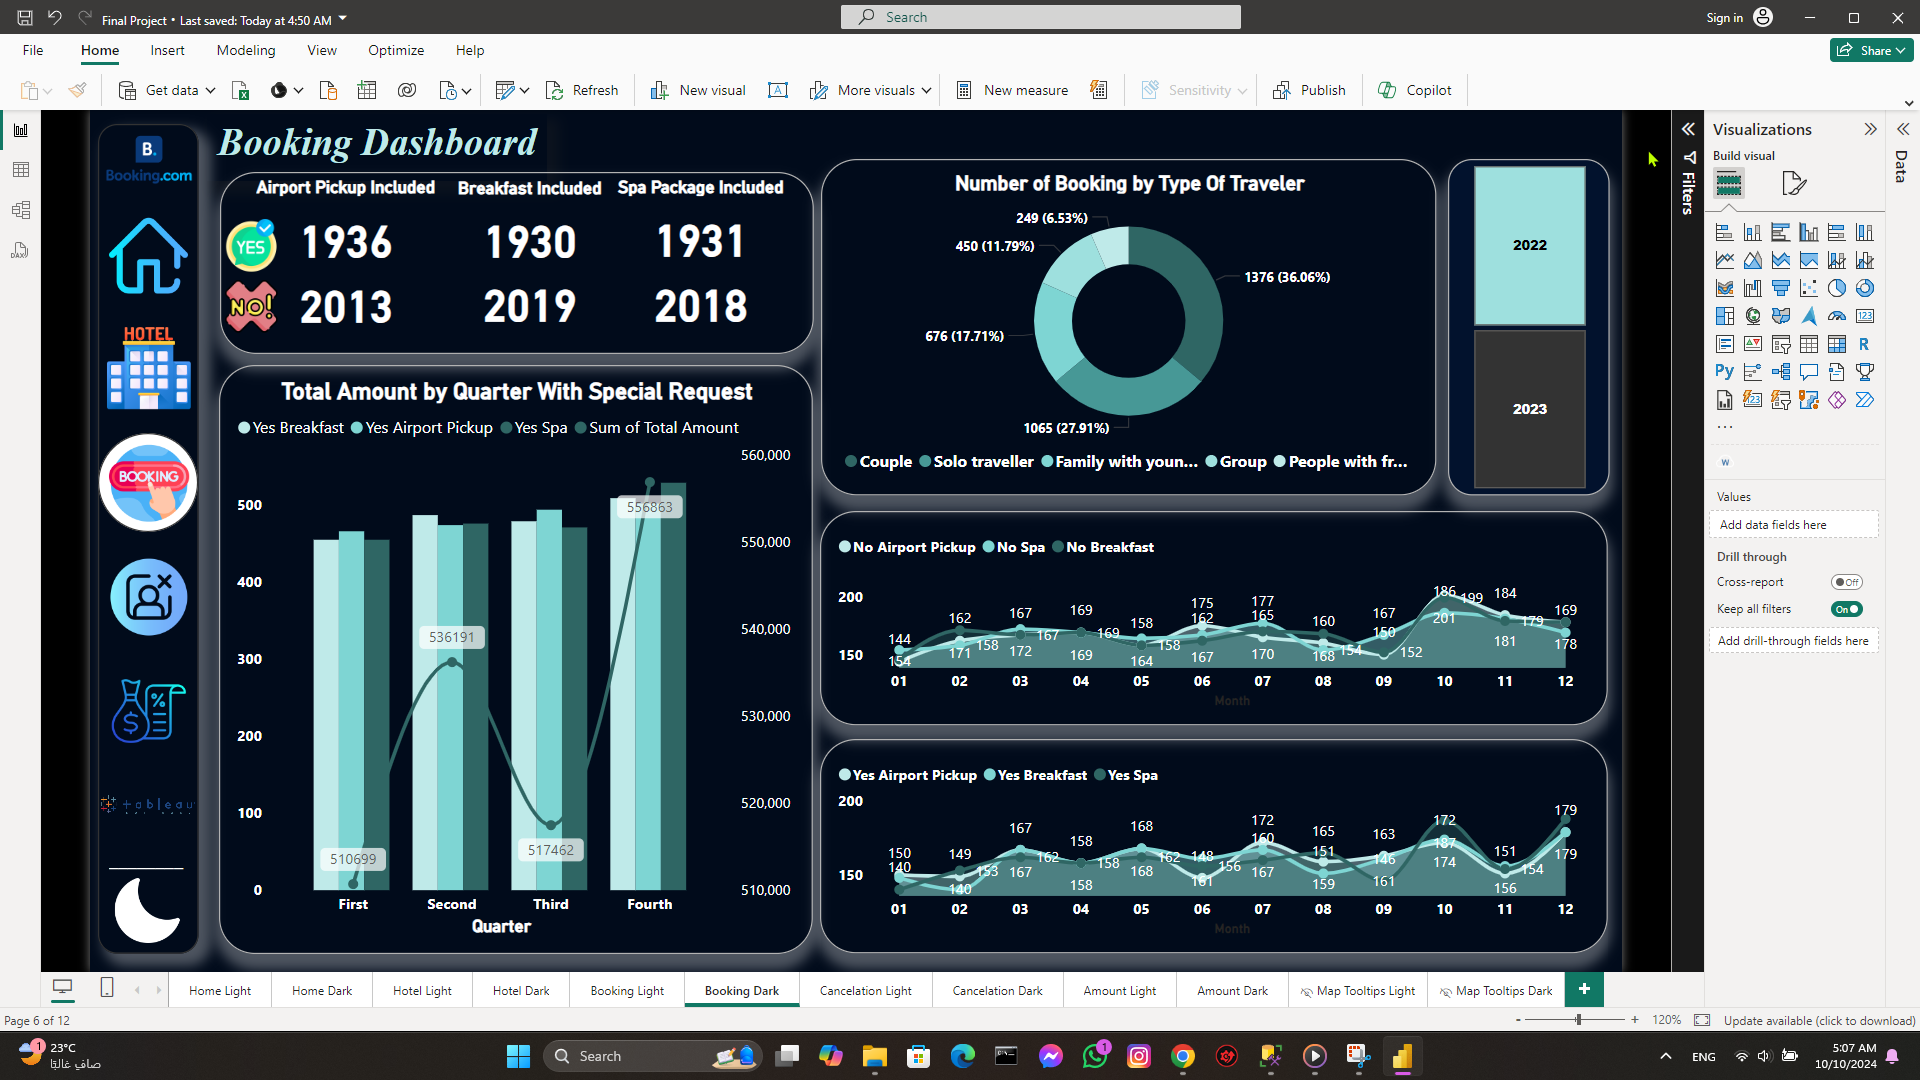 Final Project • Last saved: Today at 4:50 AM
Search
Sign in
File
Home
Insert
Modeling
View
Optimize
Help
Share
Get data
Refresh
New visual
More visuals
New measure
Sensitivity
Publish
Copilot
B.
Booking.com
HOTEL
BOOKING
tableau
Booking Dashboard
Airport Pickup Included
Breakfast Included
Spa Package Included
YES
1936
1930
1931
NO!
2013
2019
2018
Total Amount by Quarter With Special Request
Yes Breakfast
Yes Airport Pickup
Yes Spa
Sum of Total Amount
560,000
500
550,000
400
540,000
300
530,000
200
520,000
100
510,000
0
556863
536191
517462
510699
First
Second
Third
Fourth
Quarter
Number of Booking by Type Of Traveler
249 (6.53%)
450 (11.79%)
1376 (36.06%)
676 (17.71%)
1065 (27.91%)
Couple
Solo traveller
Family with youn...
Group
People with fr...
2022
2023
No Airport Pickup
No Spa
No Breakfast
200
150
144
162
167
169
158
175
177
160
167
186
184
169
162
165
150
199
179
154
171
158
172
167
169
169
164
158
167
170
168
154
152
201
181
178
01
02
03
04
05
06
07
08
09
10
11
12
Month
Yes Airport Pickup
Yes Breakfast
Yes Spa
200
150
150
149
167
158
168
148
172
165
163
172
151
179
140
153
162
158
162
156
160
151
146
187
154
140
167
158
168
161
167
159
161
174
156
179
01
02
03
04
05
06
07
08
09
10
11
12
Month
Filters
Visualizations
Build visual
Data
123
R
Py
123
...
W
Values
Add data fields here
Drill through
Cross-report
Off
Keep all filters
On
Add drill-through fields here
DAX
Home Light
Home Dark
Hotel Light
Hotel Dark
Booking Light
Booking Dark
Cancelation Light
Cancelation Dark
Amount Light
Amount Dark
Map Tooltips Light
Map Tooltips Dark
+
Page 6 of 12
- + 120%
Update available (click to download)
1
23°C
صافٍ غالبًا
Search
1
ENG
5:07 AM
10/10/2024